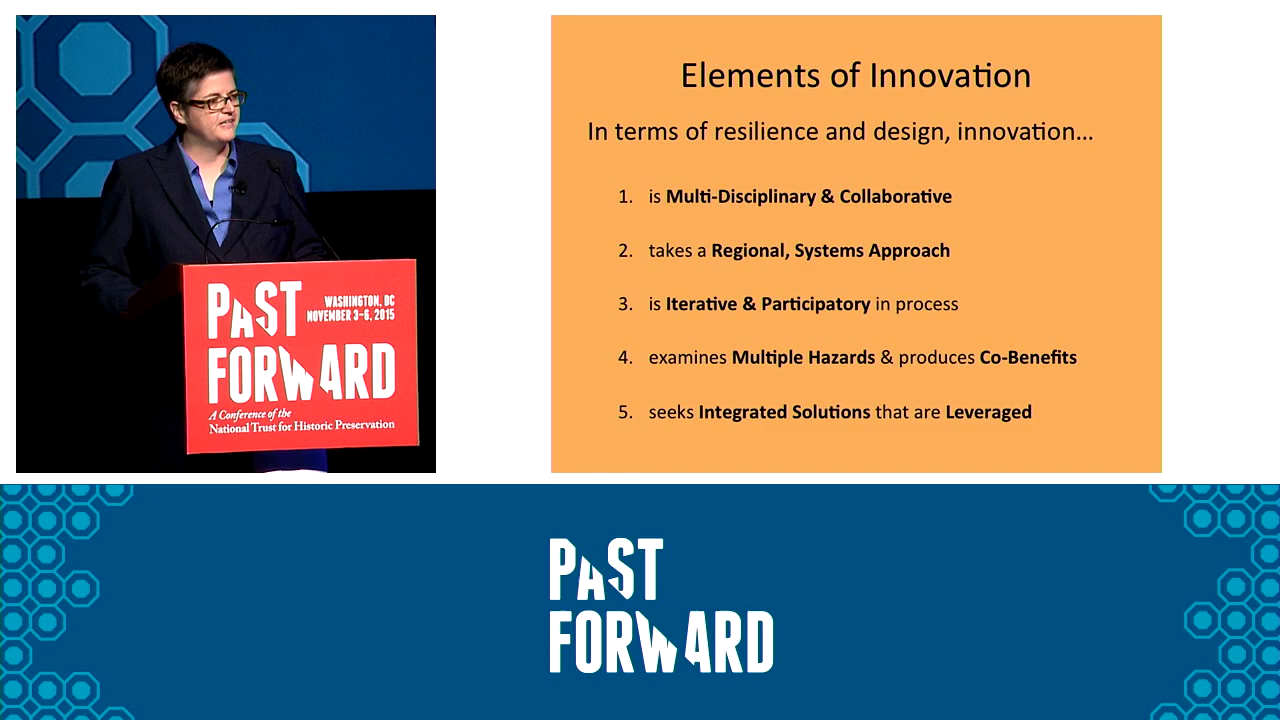 PAST
FORWARD
WASHINGTON, DC
NOVEMBER 3–6, 2015
A Conference of the
National Trust for Historic Preservation
Elements of Innovation
In terms of resilience and design, innovation...
1. is Multi-Disciplinary & Collaborative
2. takes a Regional, Systems Approach
3. is Iterative & Participatory in process
4. examines Multiple Hazards & produces Co-Benefits
5. seeks Integrated Solutions that are Leveraged
PAST
FORWARD